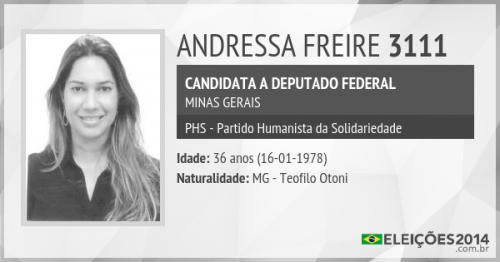 ANDRESSA FREIRE 3111
CANDIDATA A DEPUTADO FEDERAL
MINAS GERAIS
PHS - Partido Humanista da Solidariedade
Idade: 36 anos (16-01-1978)
Naturalidade: MG - Teofilo Otoni
ELEIÇÕES2014
.com.br